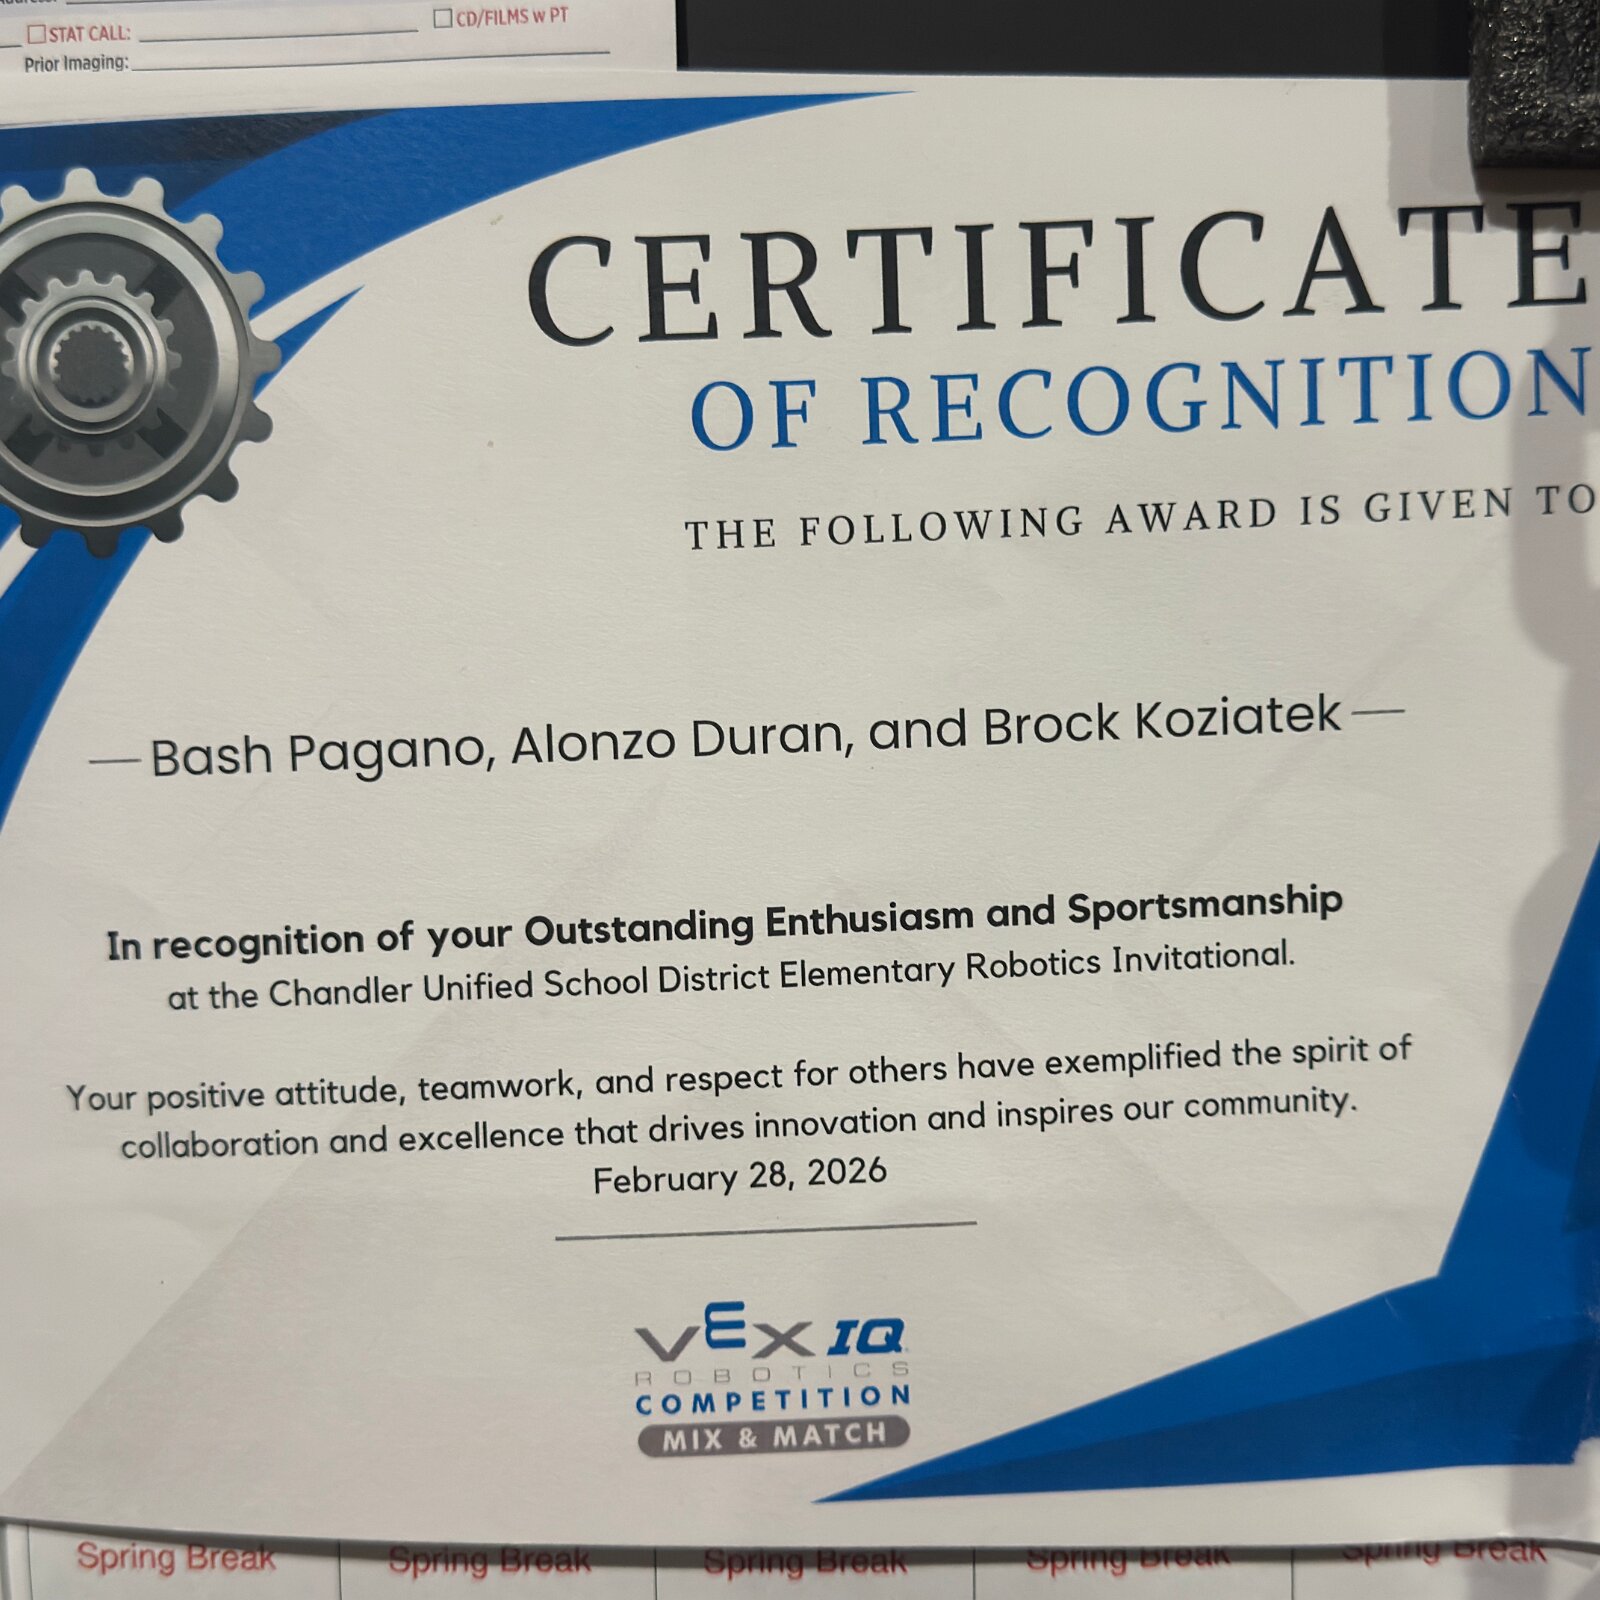 STAT CALL:
CD/FILMS w PT
Prior Imaging:
CERTIFICATE
OF RECOGNITION
THE FOLLOWING AWARD IS GIVEN TO
Bash Pagano, Alonzo Duran, and Brock Koziatek
In recognition of your Outstanding Enthusiasm and Sportsmanship
at the Chandler Unified School District Elementary Robotics Invitational.
Your positive attitude, teamwork, and respect for others have exemplified the spirit of
collaboration and excellence that drives innovation and inspires our community.
February 28, 2026
VEX IQ
ROBOTICS
COMPETITION
MIX & MATCH
Spring Break Spring Break Spring Break Spring Break Spring Break